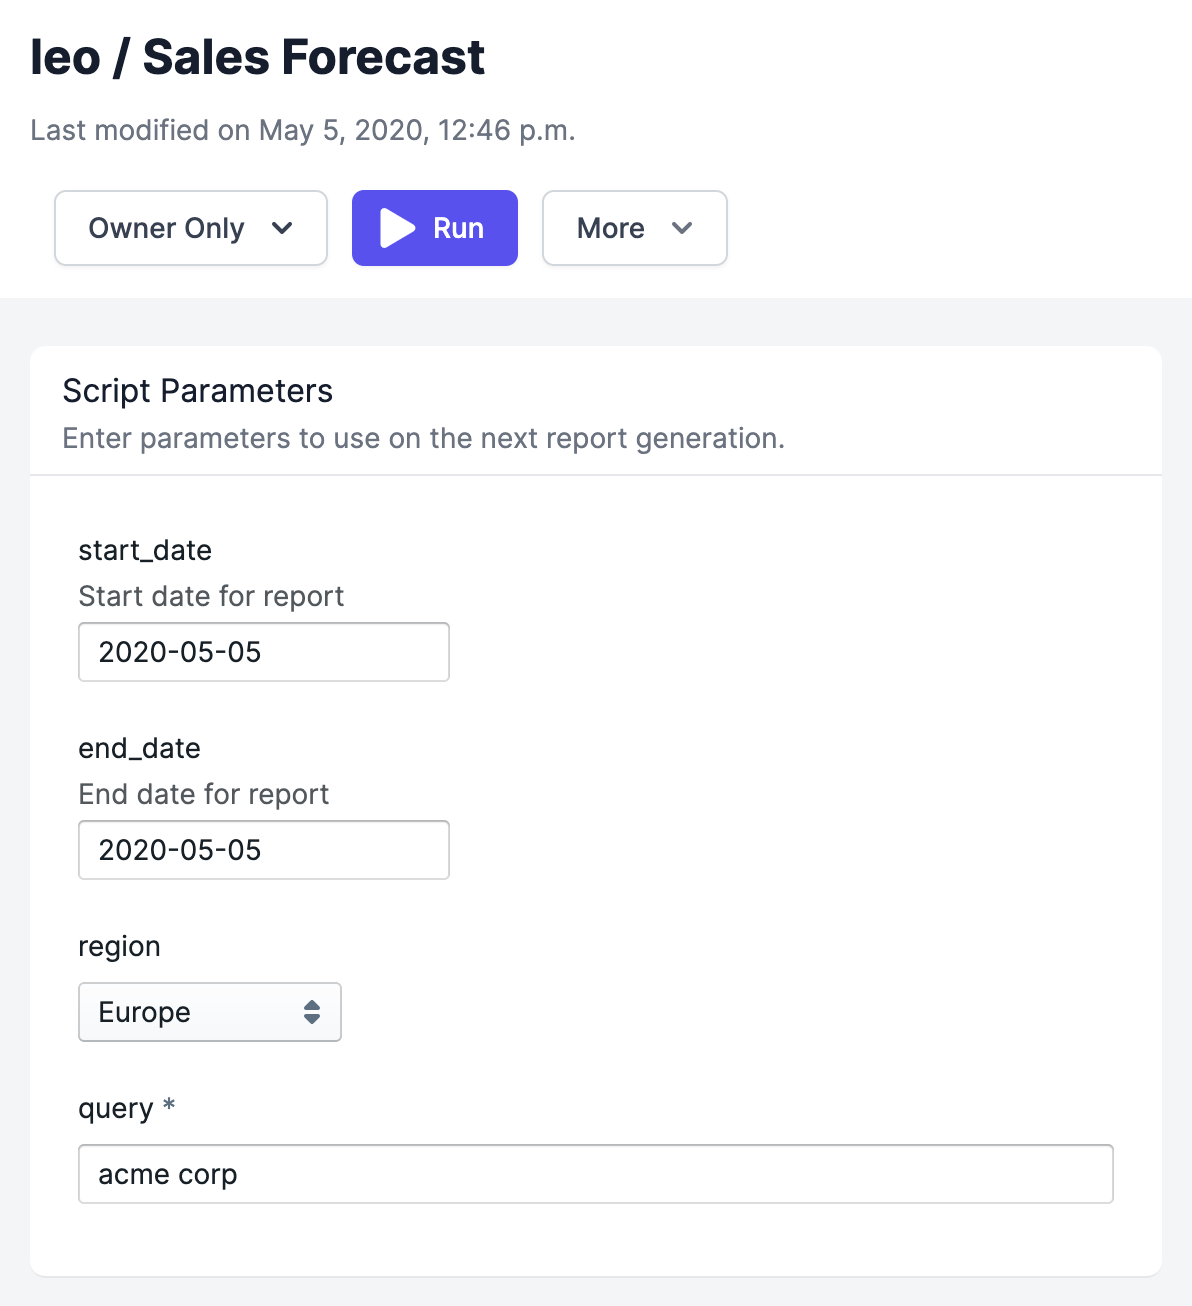 leo / Sales Forecast
Last modified on May 5, 2020, 12:46 p.m.
Owner Only Run More
Script Parameters
Enter parameters to use on the next report generation.
start_date
Start date for report
2020-05-05
end_date
End date for report
2020-05-05
region
Europe
query *
acme corp